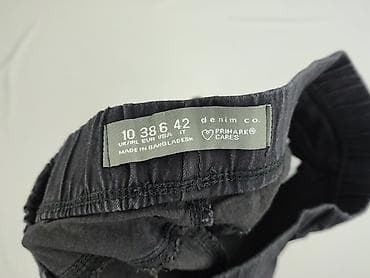 10 38 6 42
UK/IRL EUR USA IT
MADE IN BANGLADESH
denim co.
PRIMARK®
CARES